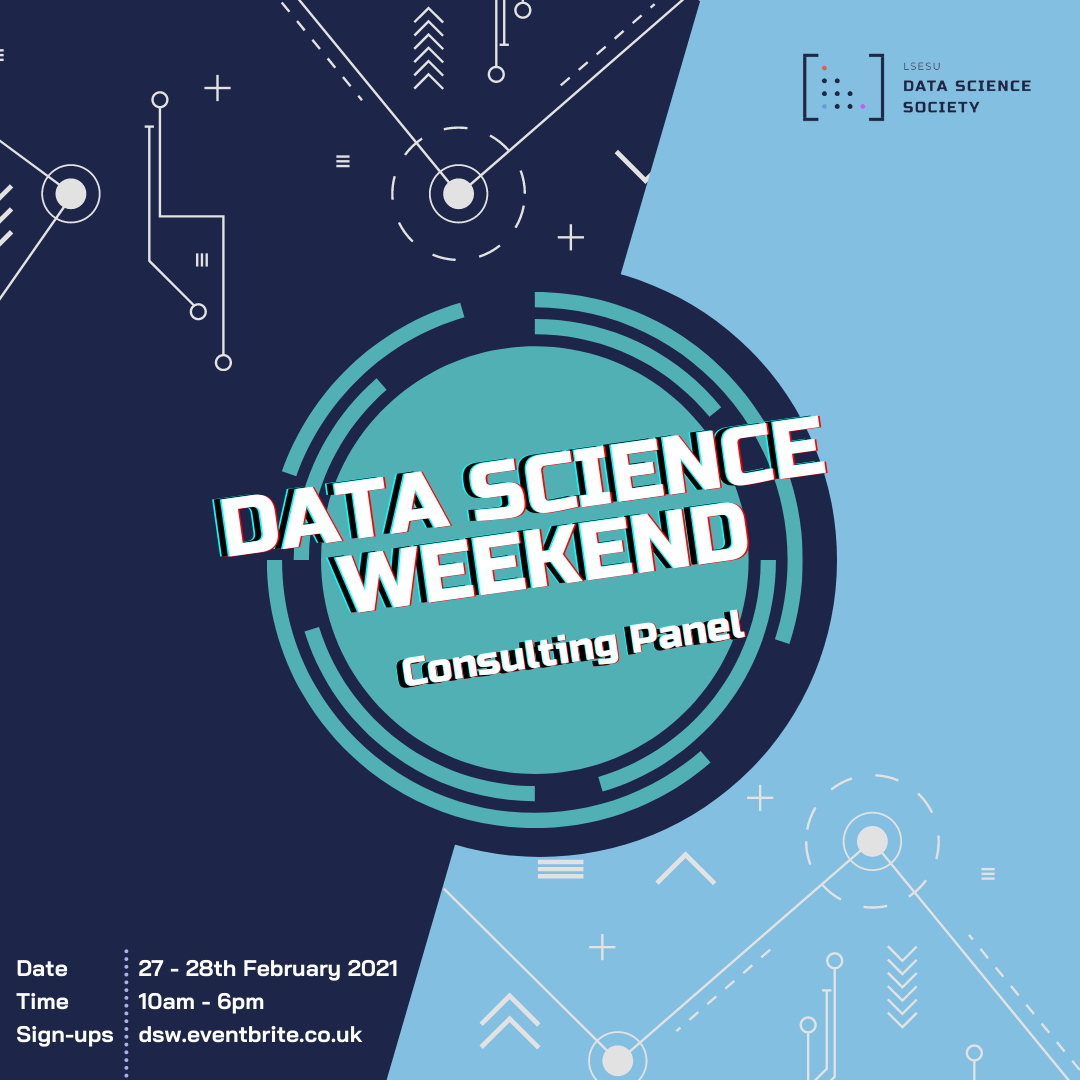 LSESU
DATA SCIENCE
SOCIETY
DATA SCIENCE
WEEKEND
Consulting Panel
Date 27 - 28th February 2021
Time 10am - 6pm
Sign-ups dsw.eventbrite.co.uk